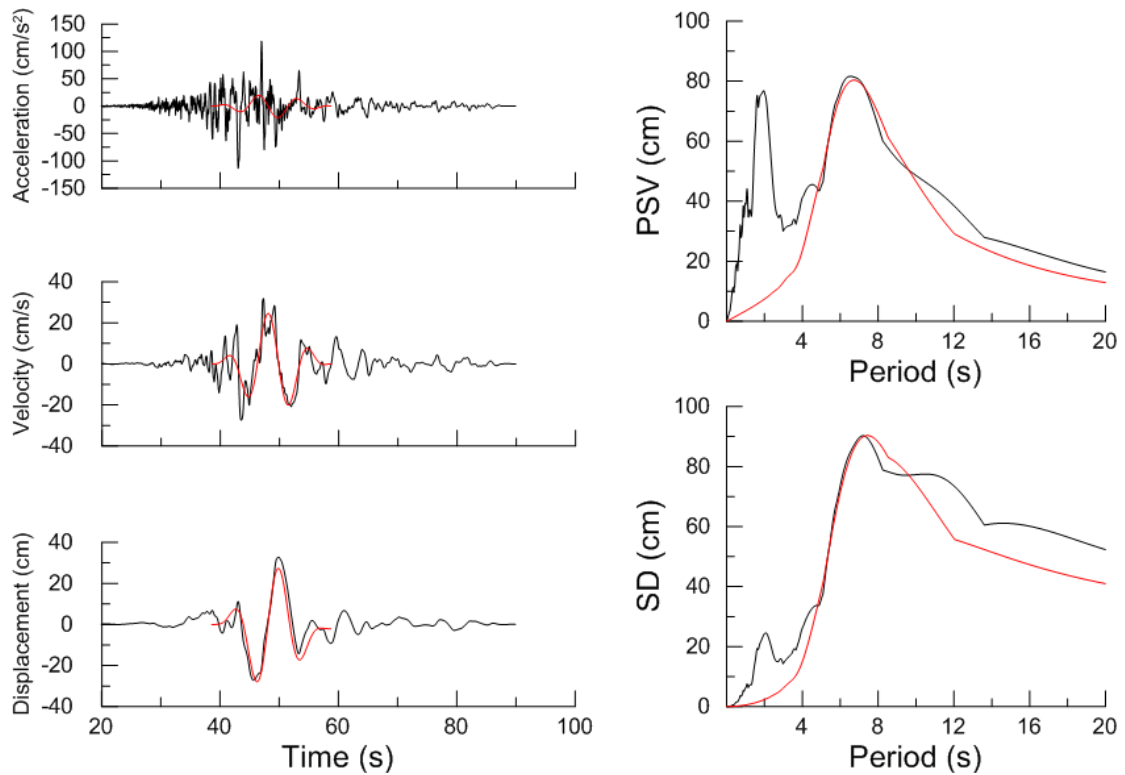 150
100
50
0
-50
-100
-150
Acceleration (cm/s²)
40
20
0
-20
-40
Velocity (cm/s)
40
20
0
-20
-40
Displacement (cm)
20 40 60 80 100
Time (s)
100
80
60
40
20
0
PSV (cm)
4 8 12 16 20
Period (s)
100
80
60
40
20
0
SD (cm)
4 8 12 16 20
Period (s)